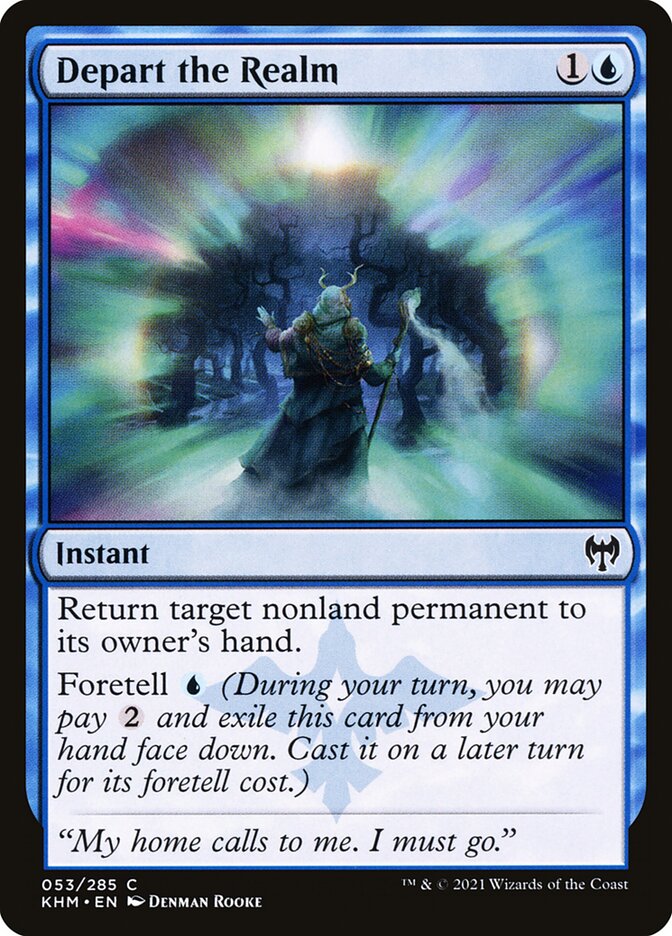 Depart the Realm 1
Instant
Return target nonland permanent to
its owner's hand.
Foretell (During your turn, you may
pay 2 and exile this card from your
hand face down. Cast it on a later turn
for its foretell cost.)
"My home calls to me. I must go."
053/285 C
™ & © 2021 Wizards of the Coast
KHM • EN Denman Rooke